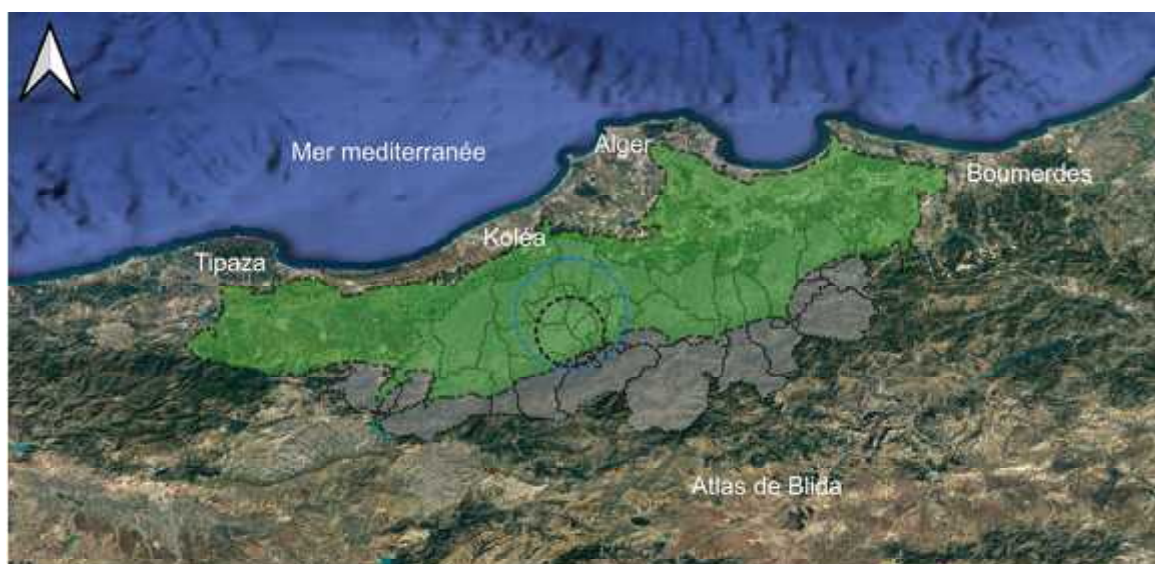 Alger
Mer mediterranée
Boumerdes
Koléa
Tipaza
Atlas de Blida